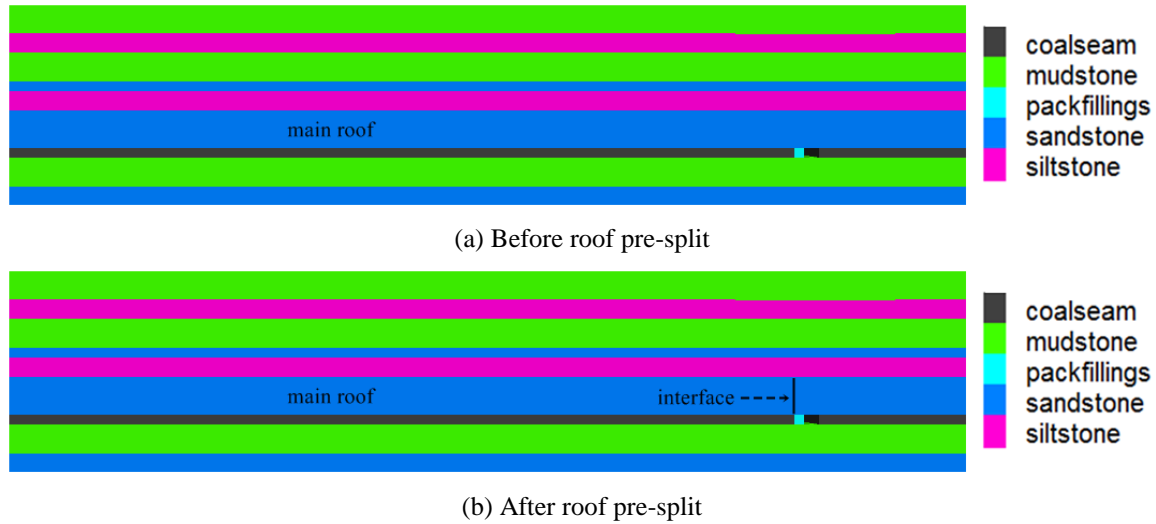 main roof
coalseam
mudstone
packfillings
sandstone
siltstone
(a) Before roof pre-split
main roof
interface
coalseam
mudstone
packfillings
sandstone
siltstone
(b) After roof pre-split